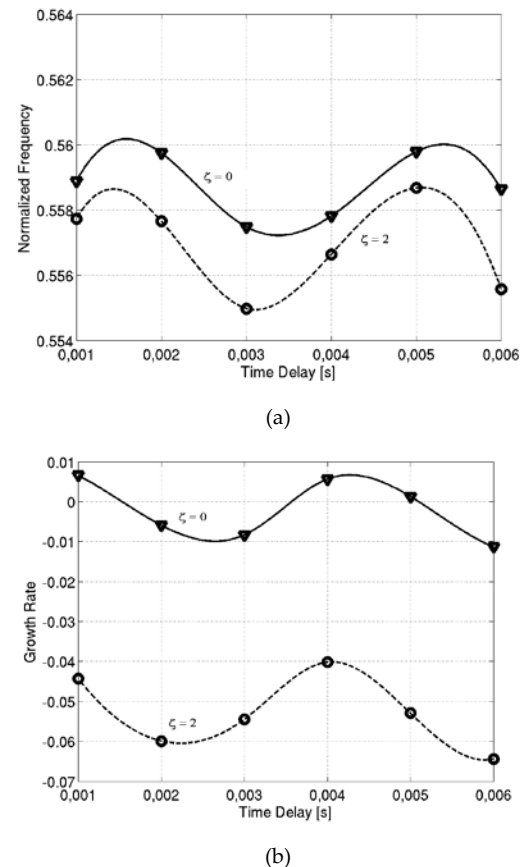 0.564
0.562
0.56
0.558
0.556
0.554
Normalized Frequency
ζ = 0
ζ = 2
0,001 0,002 0,003 0,004 0,005 0,006
Time Delay [s]
(a)
0.01
0
-0.01
-0.02
-0.03
-0.04
-0.05
-0.06
-0.07
Growth Rate
ζ = 0
ζ = 2
0,001 0,002 0,003 0,004 0,005 0,006
Time Delay [s]
(b)